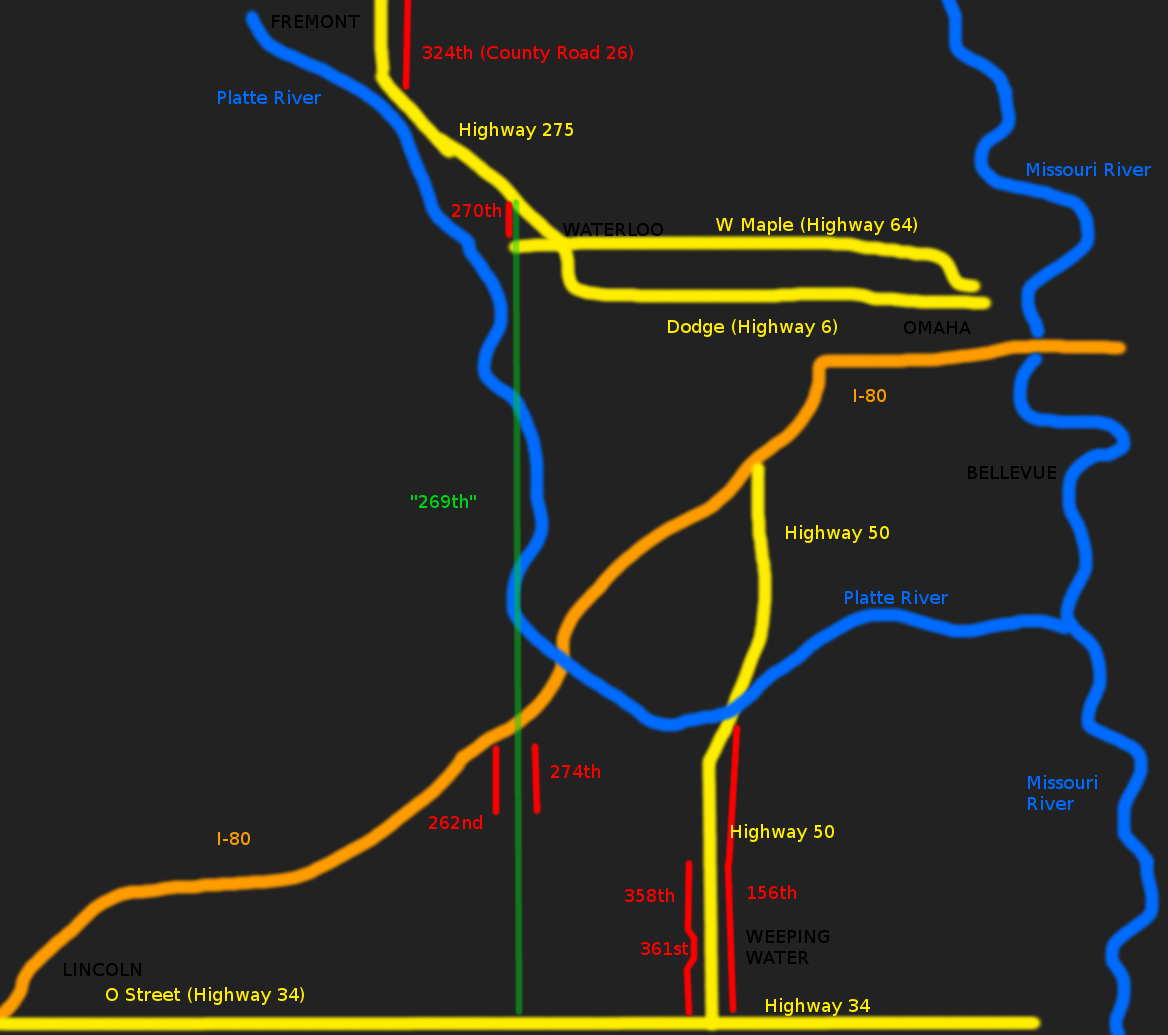 FREMONT
324th (County Road 26)
Platte River
Highway 275
Missouri River
270th
W Maple (Highway 64)
WATERLOO
Dodge (Highway 6)
OMAHA
I-80
BELLEVUE
"269th"
Highway 50
Platte River
274th
Missouri
River
262nd
Highway 50
I-80
358th
156th
WEEPING
WATER
361st
LINCOLN
O Street (Highway 34)
Highway 34